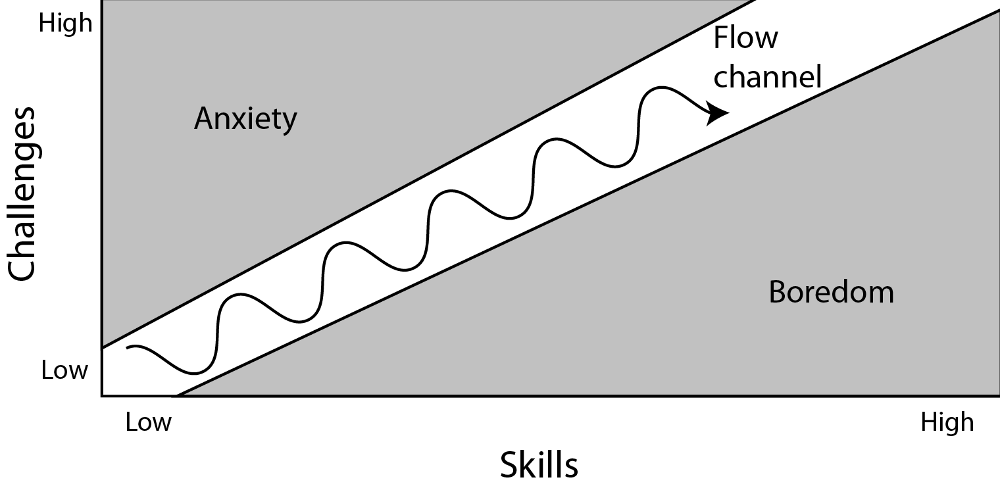 High
Flow
channel
Anxiety
Challenges
Boredom
Low
Low
High
Skills